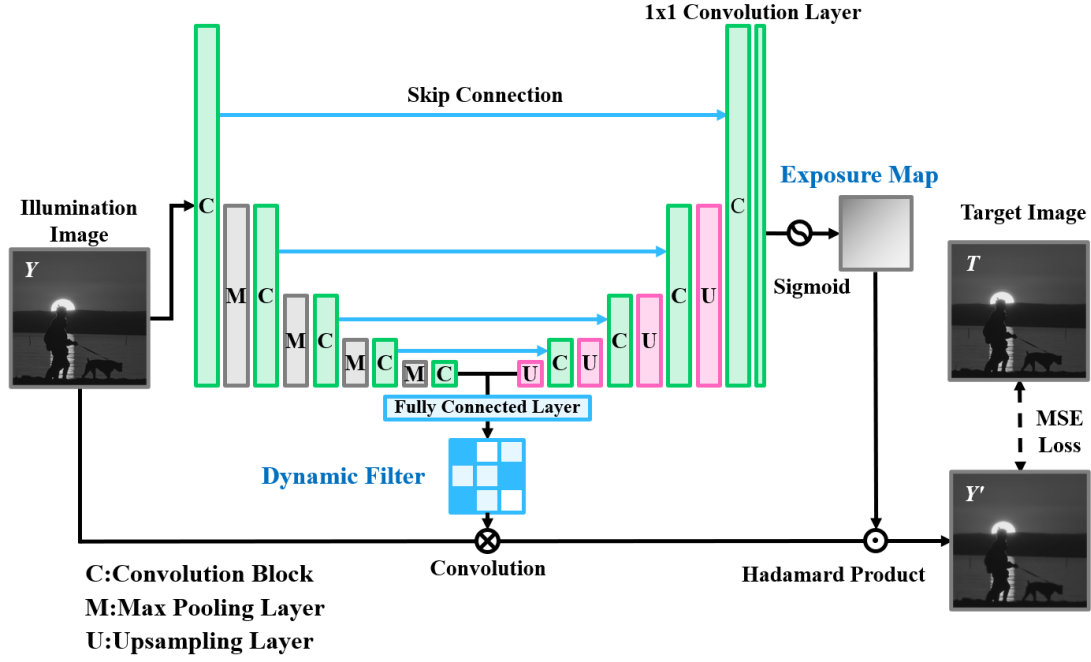 1x1 Convolution Layer
Skip Connection
Exposure Map
Illumination
Image
Target Image
Y
C
M
C
M
C
M
C
M
C
U
C
U
C
U
C
U
C
Sigmoid
T
Fully Connected Layer
MSE
Loss
Dynamic Filter
Y'
Convolution
Hadamard Product
C:Convolution Block
M:Max Pooling Layer
U:Upsampling Layer